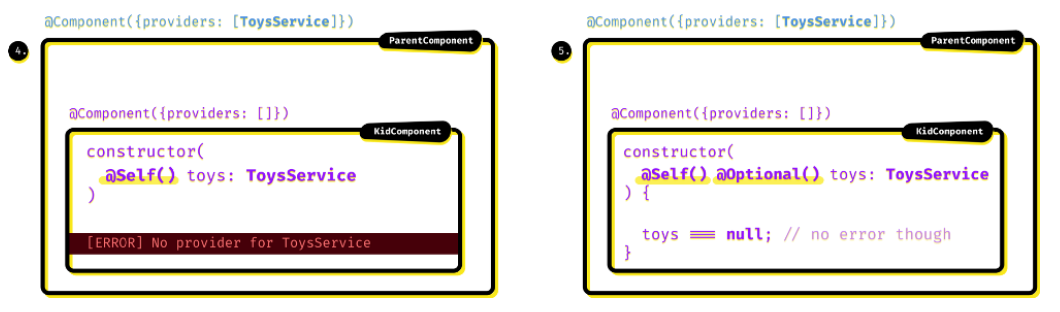 @Component({providers: [ToysService]})
4.
ParentComponent
@Component({providers: []})
KidComponent
constructor(
@Self() toys: ToysService
)
[ERROR] No provider for ToysService
@Component({providers: [ToysService]})
5.
ParentComponent
@Component({providers: []})
KidComponent
constructor(
@Self() @Optional() toys: ToysService
) {
toys === null; // no error though
}